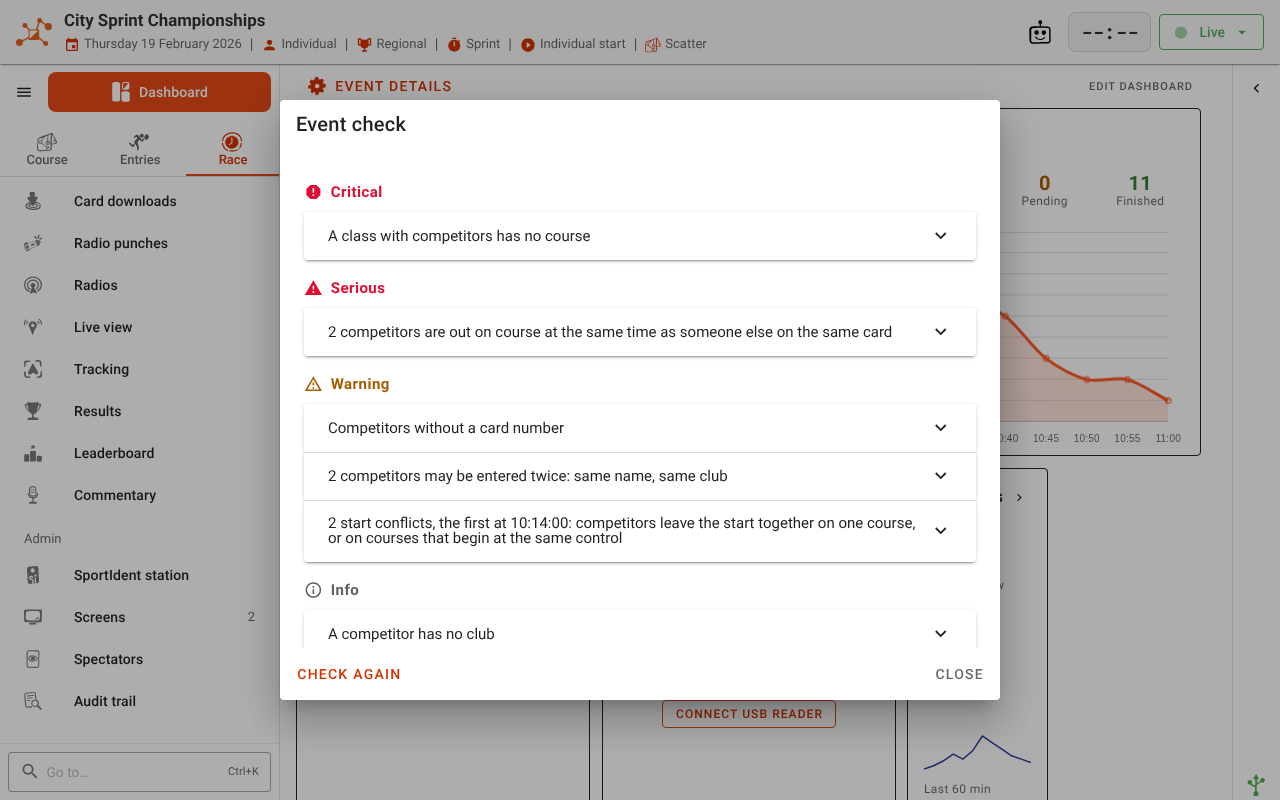 City Sprint Championships
Thursday 19 February 2026 | Individual | Regional | Sprint | Individual start | Scatter
--:--
Live
Dashboard
EVENT DETAILS
EDIT DASHBOARD
Course
Entries
Race
Card downloads
Radio punches
Radios
Live view
Tracking
Results
Leaderboard
Commentary
Admin
SportIdent station
Screens 2
Spectators
Audit trail
Go to... Ctrl+K
Event check
Critical
A class with competitors has no course
Serious
2 competitors are out on course at the same time as someone else on the same card
Warning
Competitors without a card number
2 competitors may be entered twice: same name, same club
2 start conflicts, the first at 10:14:00: competitors leave the start together on one course,
or on courses that begin at the same control
Info
A competitor has no club
CHECK AGAIN
CLOSE
0 11
Pending Finished
10:45 10:50 10:55 11:00
CONNECT USB READER
Last 60 min